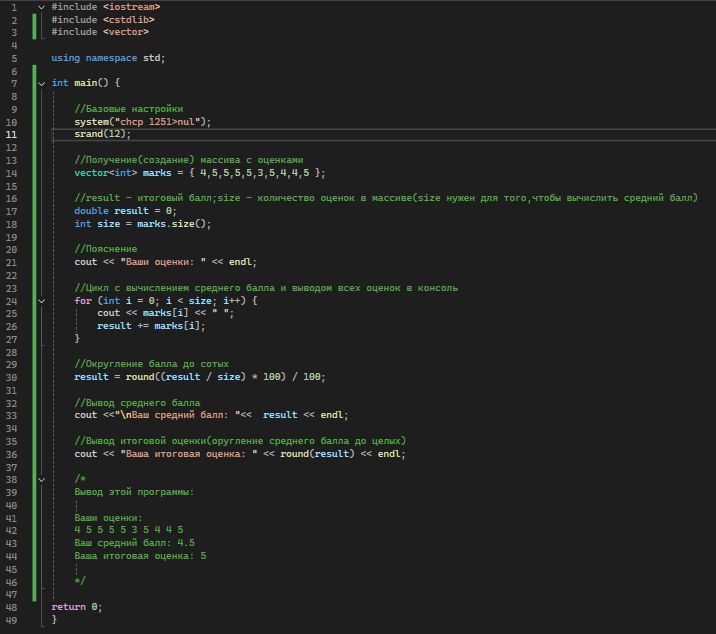 1 #include <iostream>
2 #include <cstdlib>
3 #include <vector>
4
5 using namespace std;
6
7 int main() {
8
9 //Базовые настройки
10 system("chcp 1251>nul");
11 srand(12);
12
13 //Получение(создание) массива с оценками
14 vector<int> marks = { 4,5,5,5,5,3,5,4,4,5 };
15
16 //result - итоговый балл;size - количество оценок в массиве(size нужен для того,чтобы вычислить средний балл)
17 double result = 0;
18 int size = marks.size();
19
20 //Пояснение
21 cout << "Ваши оценки: " << endl;
22
23 //Цикл с вычислением среднего балла и выводом всех оценок в консоль
24 for (int i = 0; i < size; i++) {
25 cout << marks[i] << " ";
26 result += marks[i];
27 }
28
29 //Округление балла до сотых
30 result = round((result / size) * 100) / 100;
31
32 //Вывод среднего балла
33 cout <<"\nВаш средний балл: "<<  result << endl;
34
35 //Вывод итоговой оценки(оругление среднего балла до целых)
36 cout << "Ваша итоговая оценка: " << round(result) << endl;
37
38 /*
39 Вывод этой программы:
40
41 Ваши оценки:
42 4 5 5 5 5 3 5 4 4 5
43 Ваш средний балл: 4.5
44 Ваша итоговая оценка: 5
45
46 */
47
48 return 0;
49 }